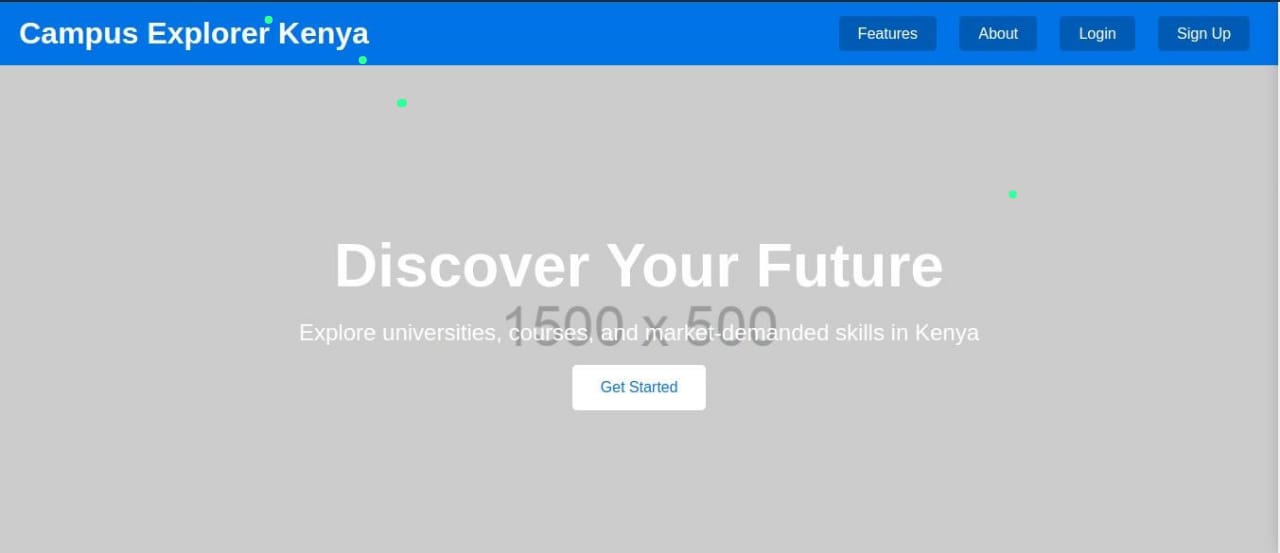 Campus Explorer Kenya
Features
About
Login
Sign Up
Discover Your Future
1500 x 500
Explore universities, courses, and market-demanded skills in Kenya
Get Started